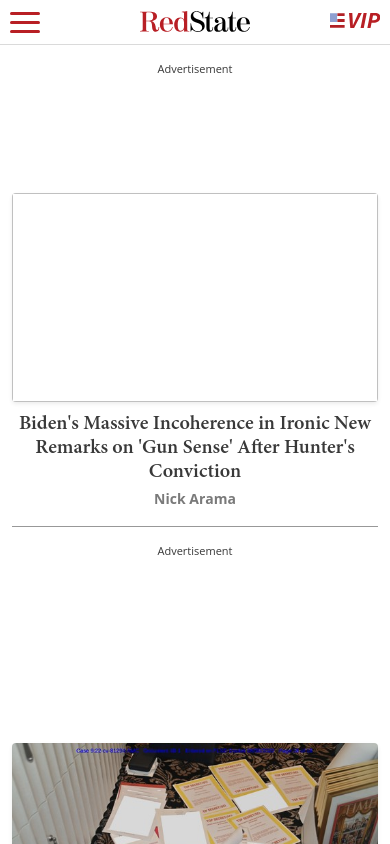 RedState
VIP
Advertisement
Biden's Massive Incoherence in Ironic New
Remarks on 'Gun Sense' After Hunter's
Conviction
Nick Arama
Advertisement